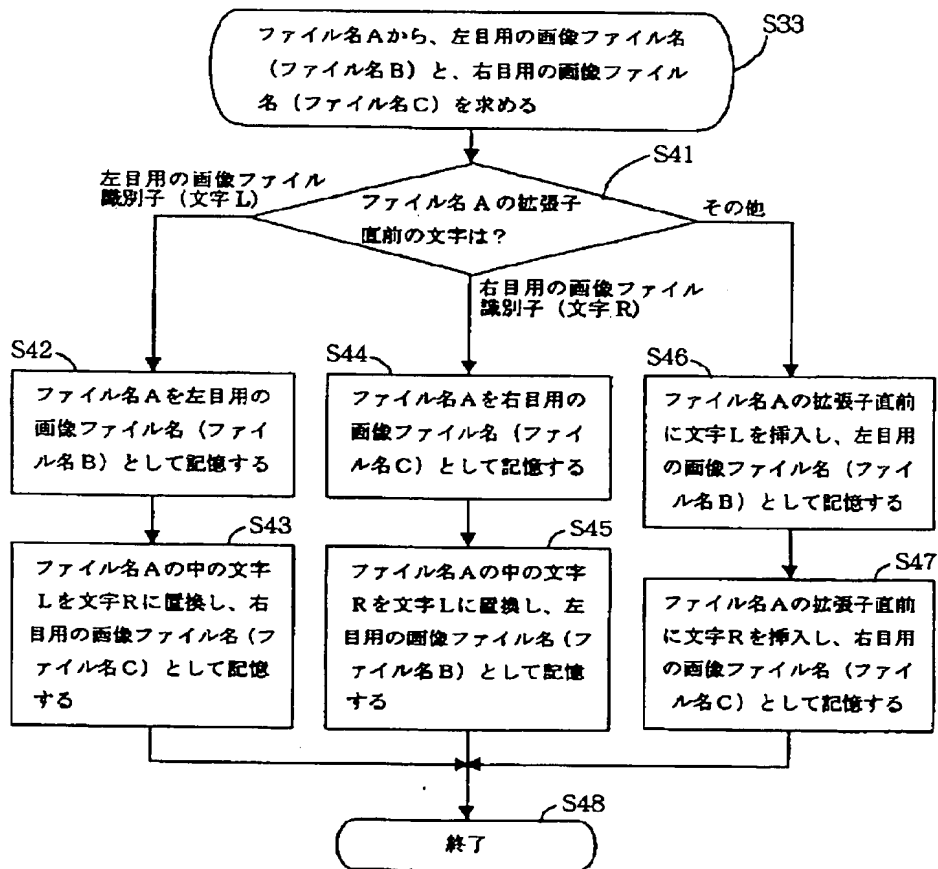 S33
ファイル名Aから、左目用の画像ファイル名
(ファイル名B)と、右目用の画像ファイル
名(ファイル名C)を求める
S41
左目用の画像ファイル
識別子(文字L)
ファイル名Aの拡張子
直前の文字は?
その他
右目用の画像ファイル
識別子(文字R)
S42
ファイル名Aを左目用の
画像ファイル名(ファイ
ル名B)として記憶する
S43
ファイル名Aの中の文字
Lを文字Rに置換し、右
目用の画像ファイル名(フ
ァイル名C)として記憶
する
S44
ファイル名Aを右目用の
画像ファイル名(ファイ
ル名C)として記憶する
S45
ファイル名Aの中の文字
Rを文字Lに置換し、左
目用の画像ファイル名(フ
ァイル名B)として記憶
する
S46
ファイル名Aの拡張子直前
に文字Lを挿入し、左目用
の画像ファイル名(ファイ
ル名B)として記憶する
S47
ファイル名Aの拡張子直前
に文字Rを挿入し、右目用
の画像ファイル名(ファイ
ル名C)として記憶する
S48
終了